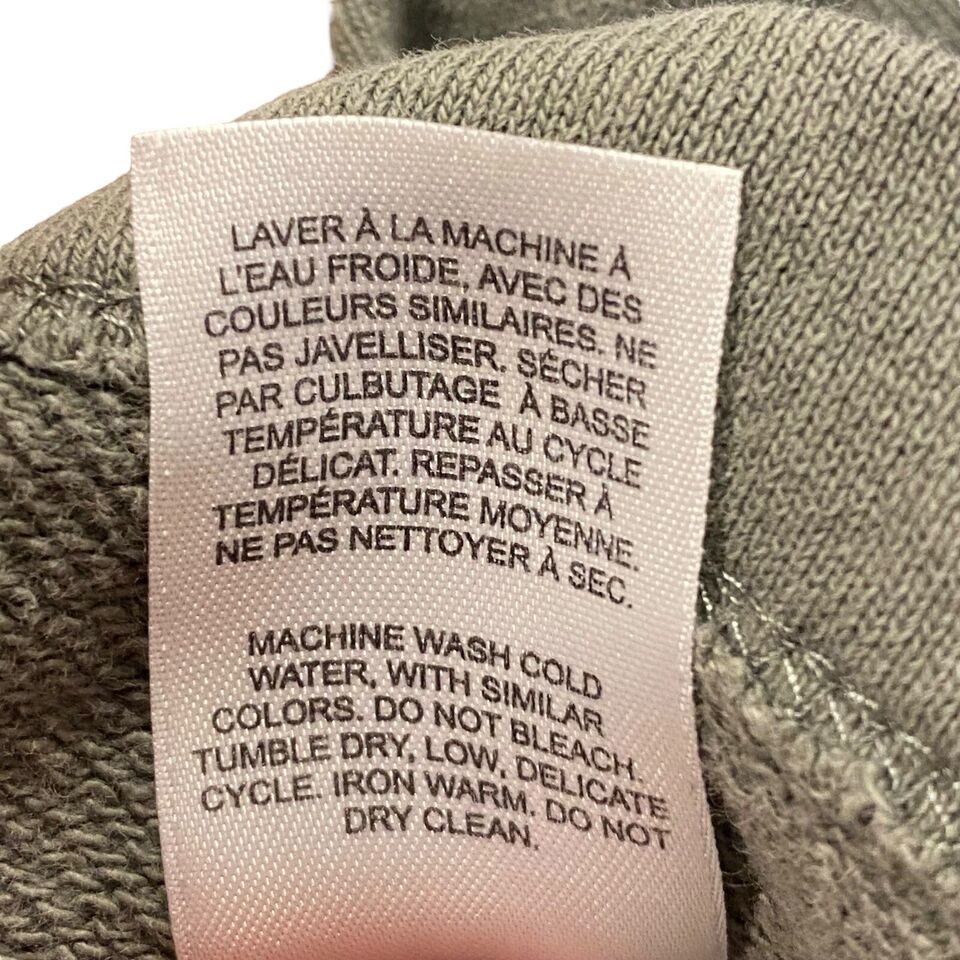 LAVER À LA MACHINE À
L'EAU FROIDE, AVEC DES
COULEURS SIMILAIRES. NE
PAS JAVELLISER. SÉCHER
PAR CULBUTAGE À BASSE
TEMPÉRATURE AU CYCLE
DÉLICAT. REPASSER À
TEMPÉRATURE MOYENNE.
NE PAS NETTOYER À SEC.
MACHINE WASH COLD
WATER, WITH SIMILAR
COLORS. DO NOT BLEACH.
TUMBLE DRY, LOW, DELICATE
CYCLE. IRON WARM. DO NOT
DRY CLEAN.